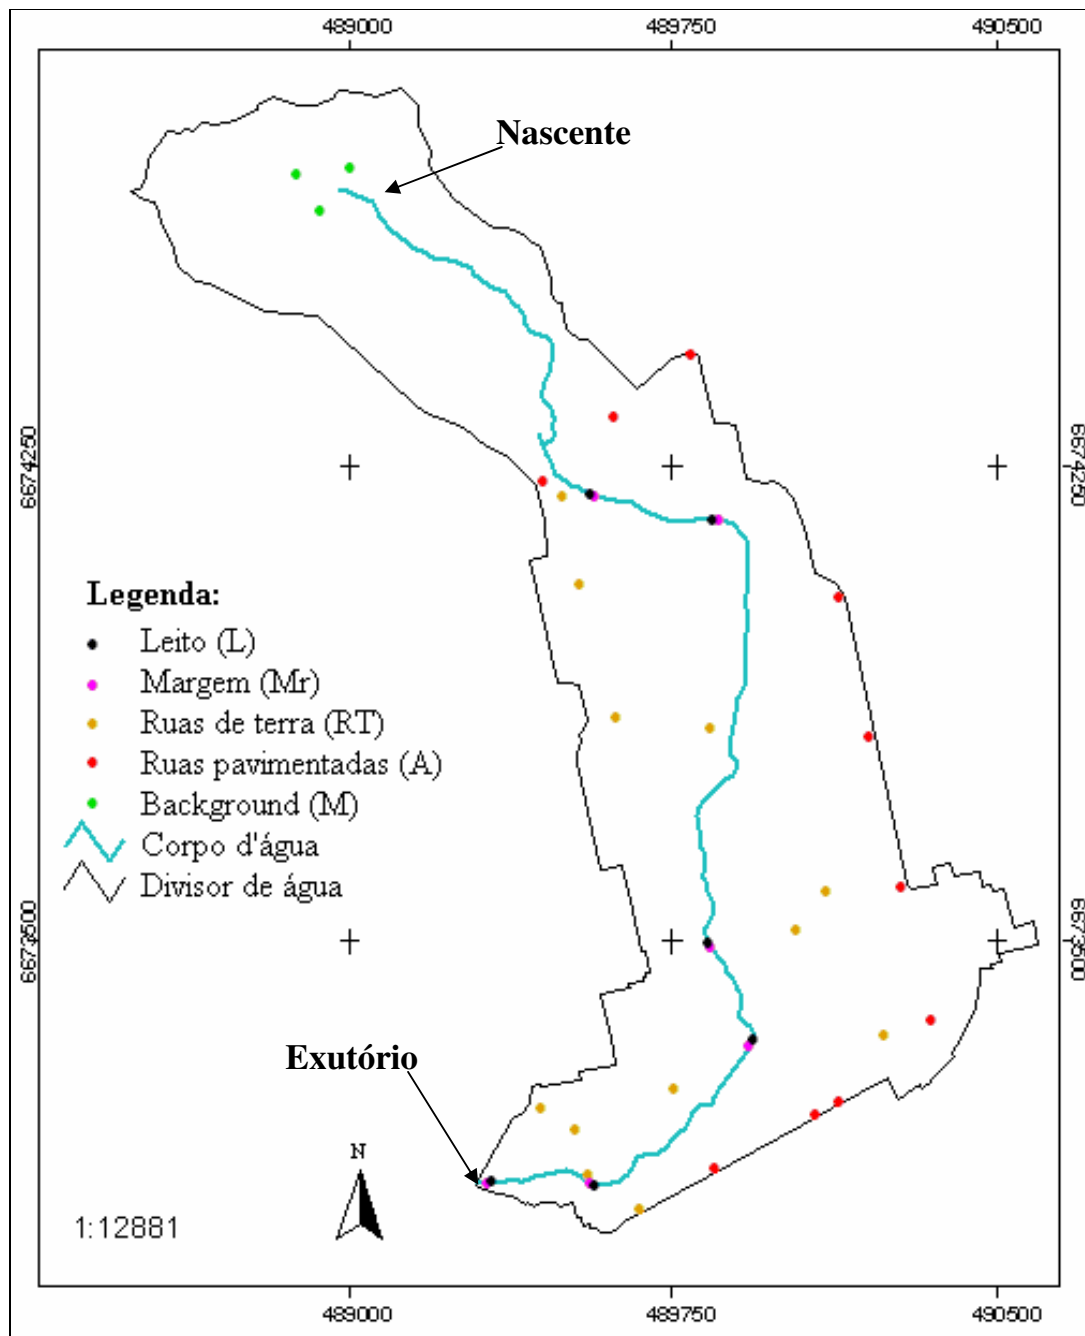 489000 489750 490500
Nascente
6674250 6674250
Legenda:
Leito (L)
Margem (Mr)
Ruas de terra (RT)
Ruas pavimentadas (A)
Background (M)
Corpo d'água
Divisor de água
6673500 6673500
Exutório
N
1:12881
489000 489750 490500